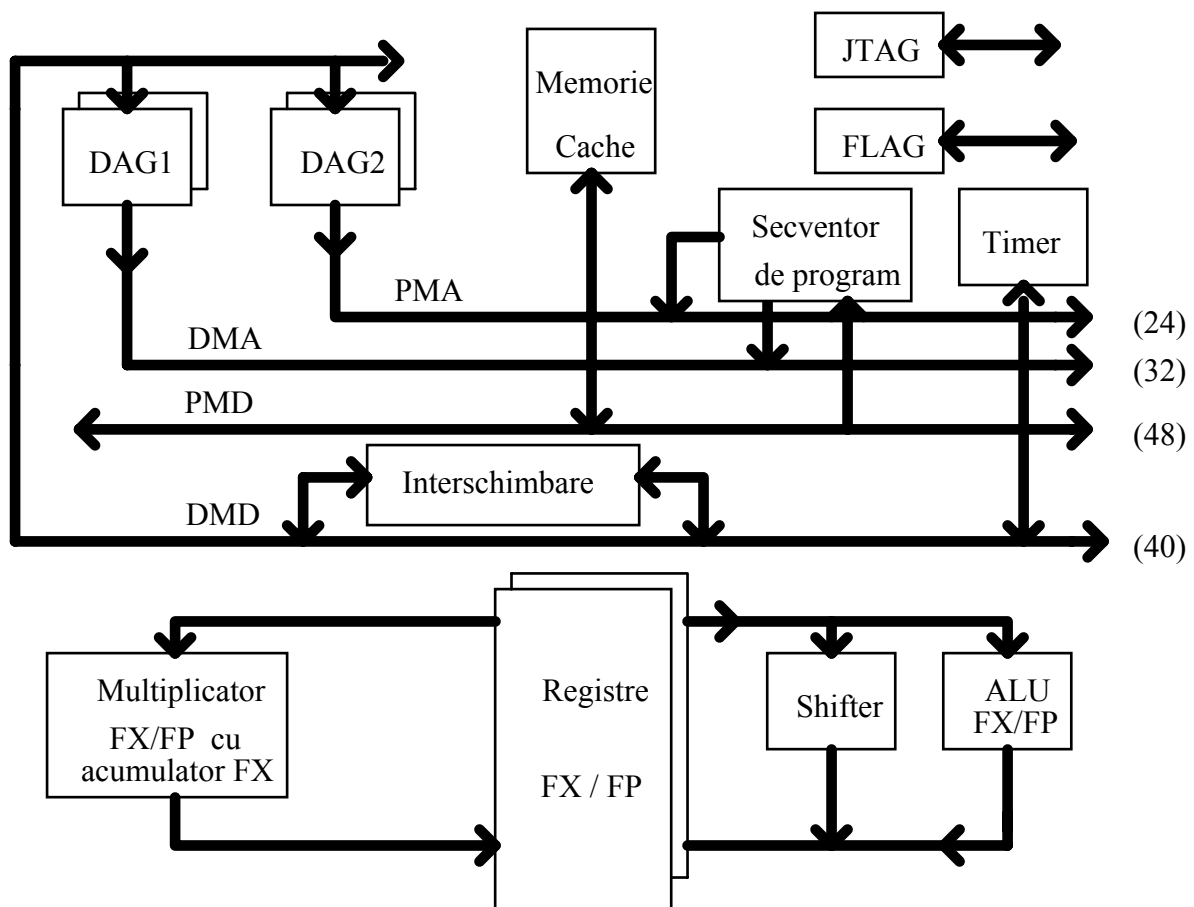 JTAG
Memorie
Cache
DAG1
DAG2
FLAG
Secventor
de program
Timer
PMA
(24)
DMA
(32)
PMD
(48)
Interschimbare
DMD
(40)
Multiplicator
FX/FP cu
acumulator FX
Registre
FX / FP
Shifter
ALU
FX/FP